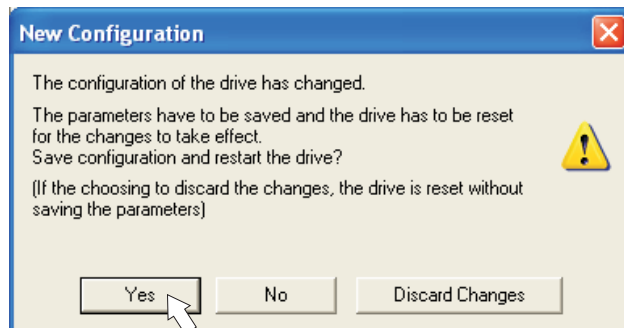 New Configuration
The configuration of the drive has changed.
The parameters have to be saved and the drive has to be reset
for the changes to take effect.
Save configuration and restart the drive?
(If the choosing to discard the changes, the drive is reset without
saving the parameters)
Yes No Discard Changes